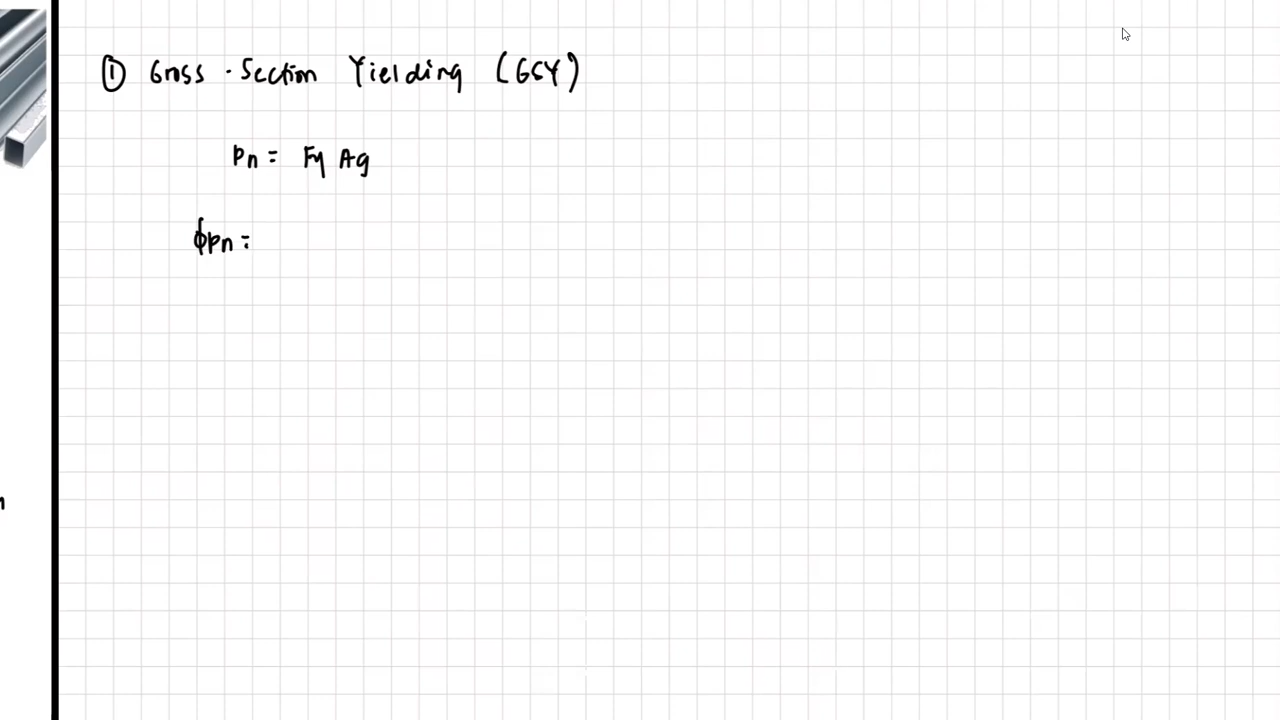 ① Gross-Section Yielding (GSY)
Pn = Fy Ag
ϕPn =